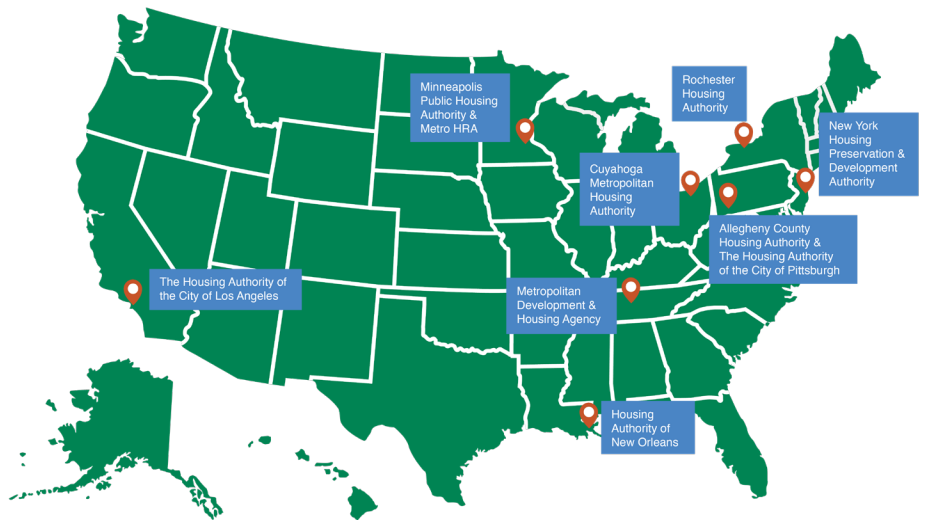 Minneapolis
Public Housing
Authority &
Metro HRA
Rochester
Housing
Authority
New York
Housing
Preservation &
Development
Authority
Cuyahoga
Metropolitan
Housing
Authority
Allegheny County
Housing Authority &
The Housing Authority
of the City of Pittsburgh
The Housing Authority of
the City of Los Angeles
Metropolitan
Development &
Housing Agency
Housing
Authority of
New Orleans